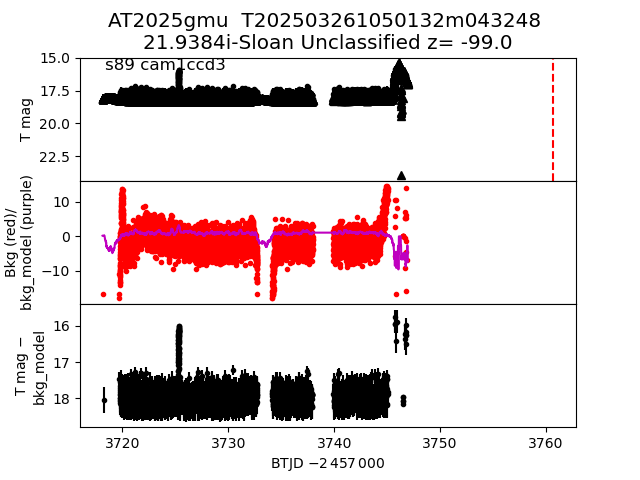 AT2025gmu  T202503261050132m043248
21.9384i-Sloan Unclassified z= -99.0
s89 cam1ccd3
15.0
17.5
20.0
22.5
T mag
10
0
−10
Bkg (red)/
bkg_model (purple)
16
17
18
T mag −
bkg_model
3720 3730 3740 3750 3760
BTJD −2 457 000